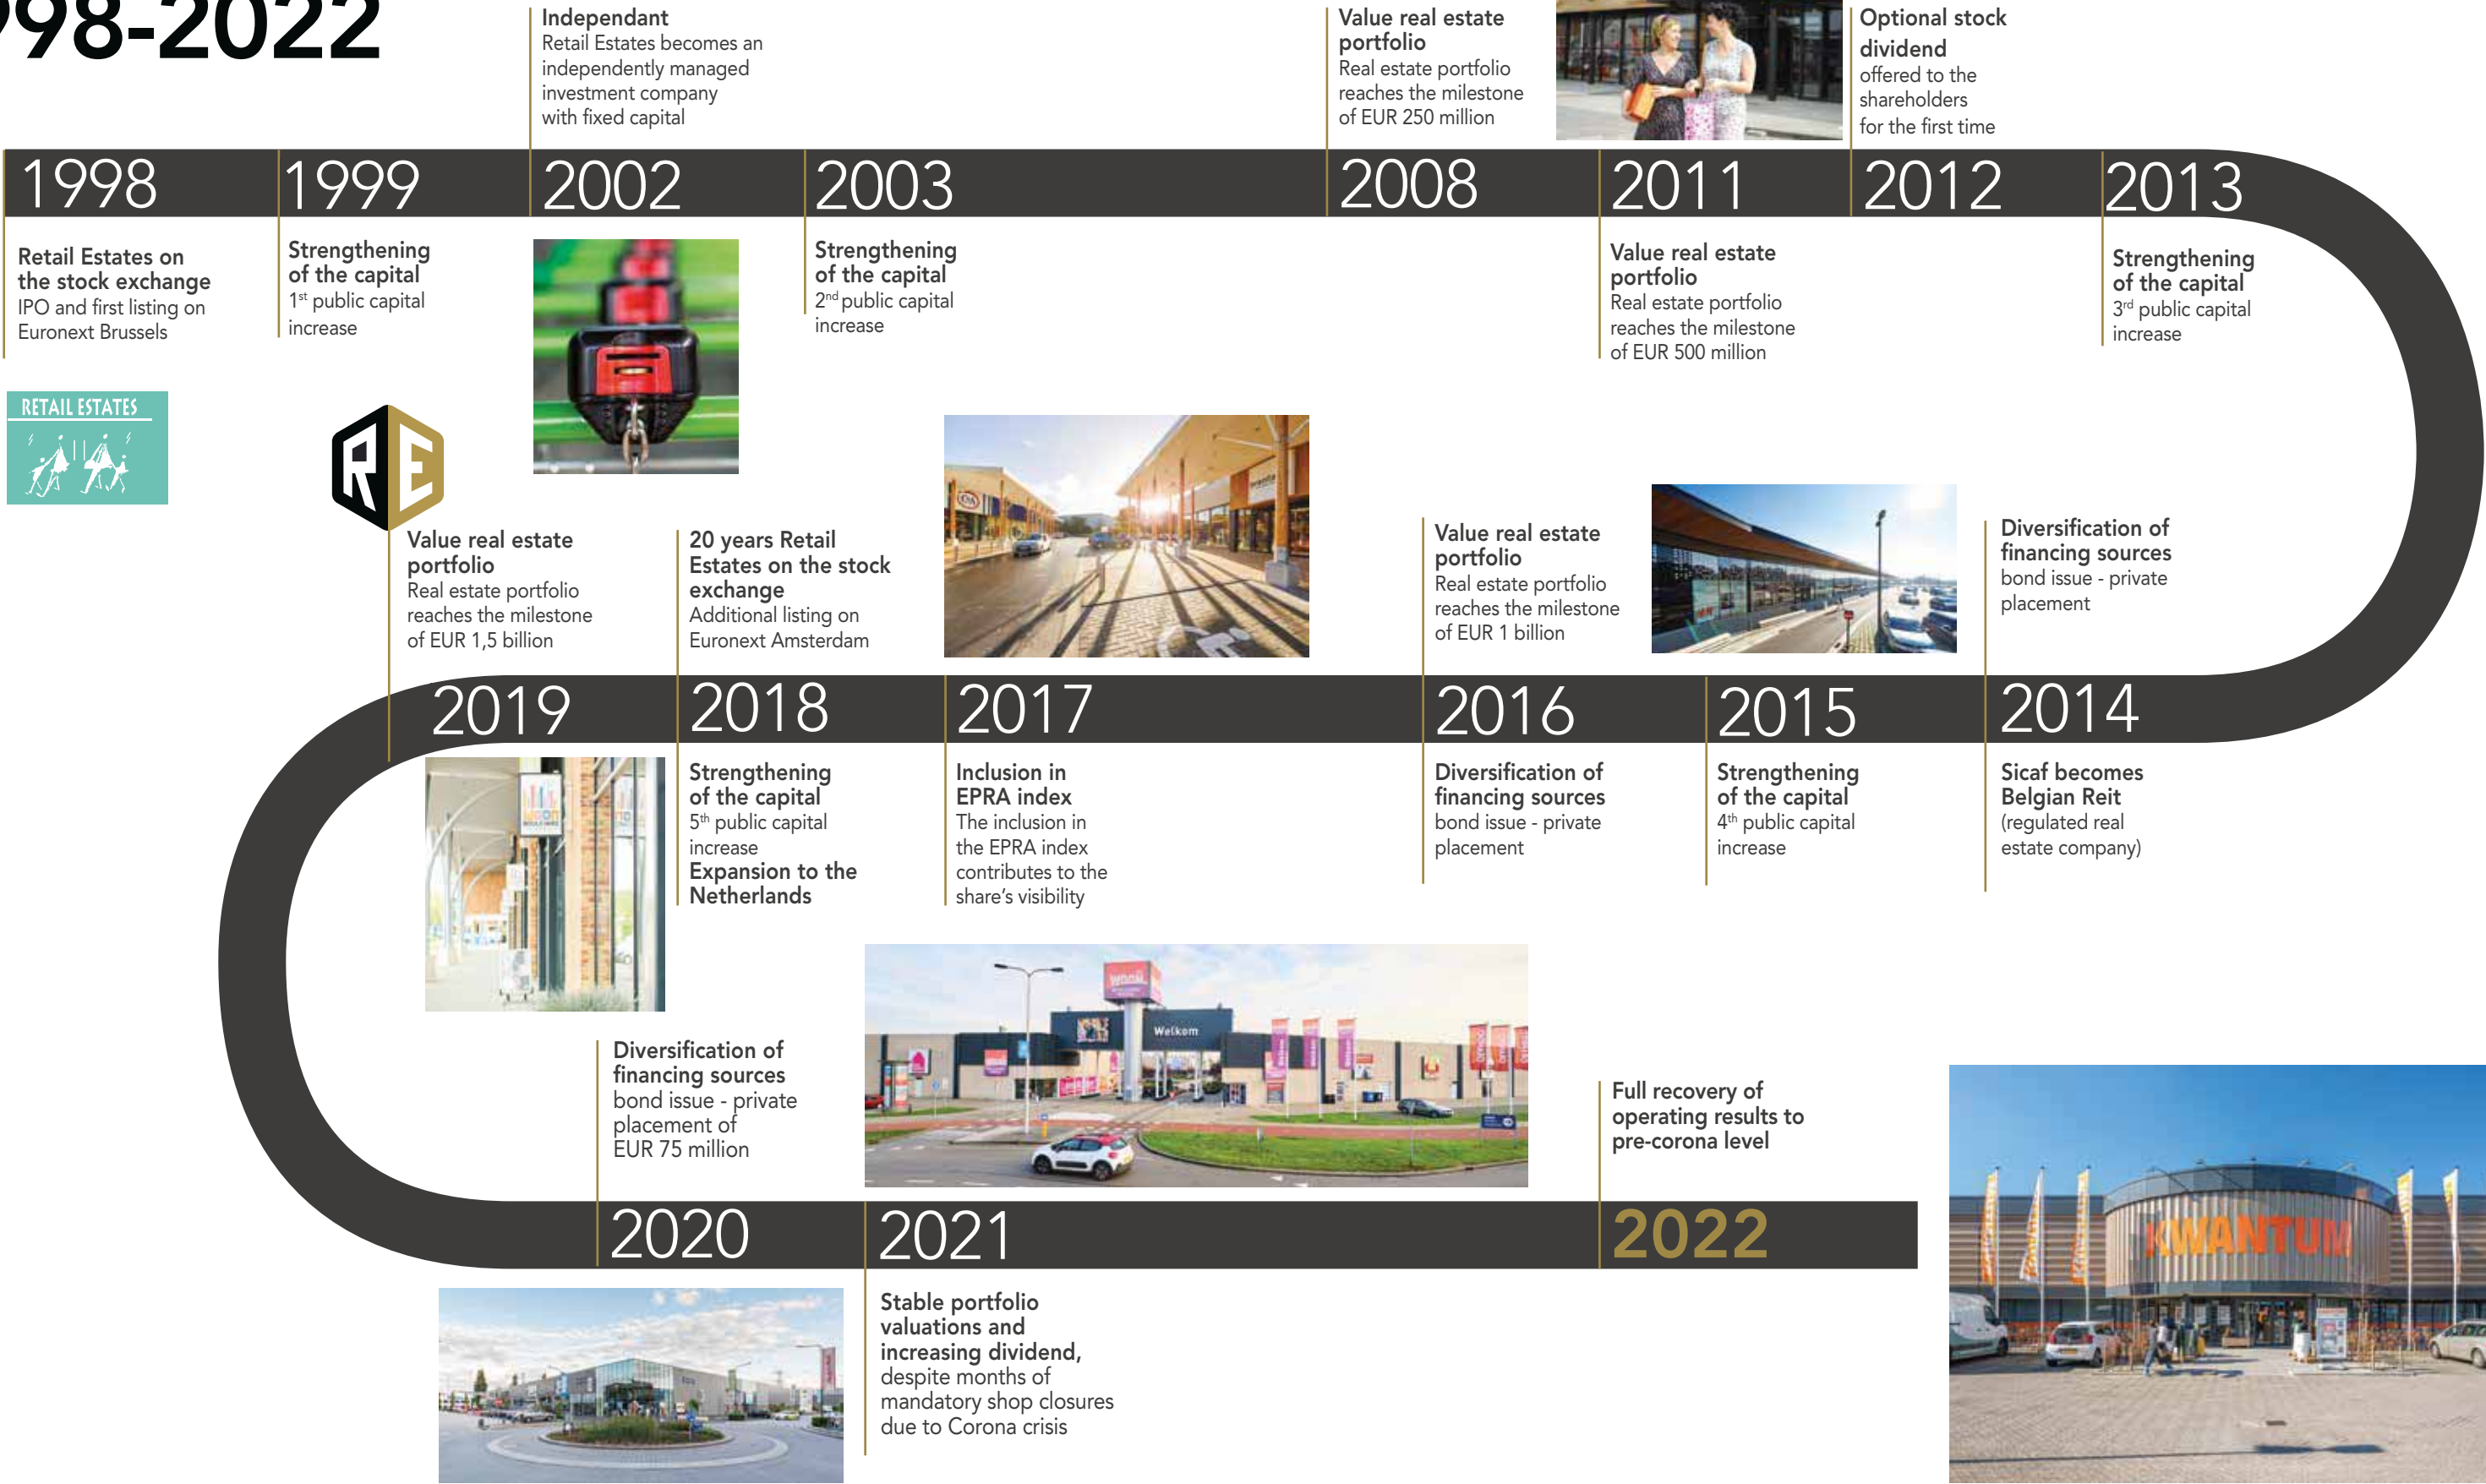 998-2022
Independant
Retail Estates becomes an
independently managed
investment company
with fixed capital
Value real estate
portfolio
Real estate portfolio
reaches the milestone
of EUR 250 million
Optional stock
dividend
offered to the
shareholders
for the first time
1998
1999
2002
2003
2008
2011
2012
2013
Retail Estates on
the stock exchange
IPO and first listing on
Euronext Brussels
Strengthening
of the capital
1st public capital
increase
Strengthening
of the capital
2nd public capital
increase
Value real estate
portfolio
Real estate portfolio
reaches the milestone
of EUR 500 million
Strengthening
of the capital
3rd public capital
increase
RETAIL ESTATES
RE
Value real estate
portfolio
Real estate portfolio
reaches the milestone
of EUR 1,5 billion
20 years Retail
Estates on the stock
exchange
Additional listing on
Euronext Amsterdam
Value real estate
portfolio
Real estate portfolio
reaches the milestone
of EUR 1 billion
Diversification of
financing sources
bond issue - private
placement
2019
2018
2017
2016
2015
2014
Strengthening
of the capital
5th public capital
increase
Expansion to the
Netherlands
Inclusion in
EPRA index
The inclusion in
the EPRA index
contributes to the
share's visibility
Diversification of
financing sources
bond issue - private
placement
Strengthening
of the capital
4th public capital
increase
Sicaf becomes
Belgian Reit
(regulated real
estate company)
Diversification of
financing sources
bond issue - private
placement of
EUR 75 million
Welkom
Full recovery of
operating results to
pre-corona level
KWANTUM
2020
2021
2022
Stable portfolio
valuations and
increasing dividend,
despite months of
mandatory shop closures
due to Corona crisis